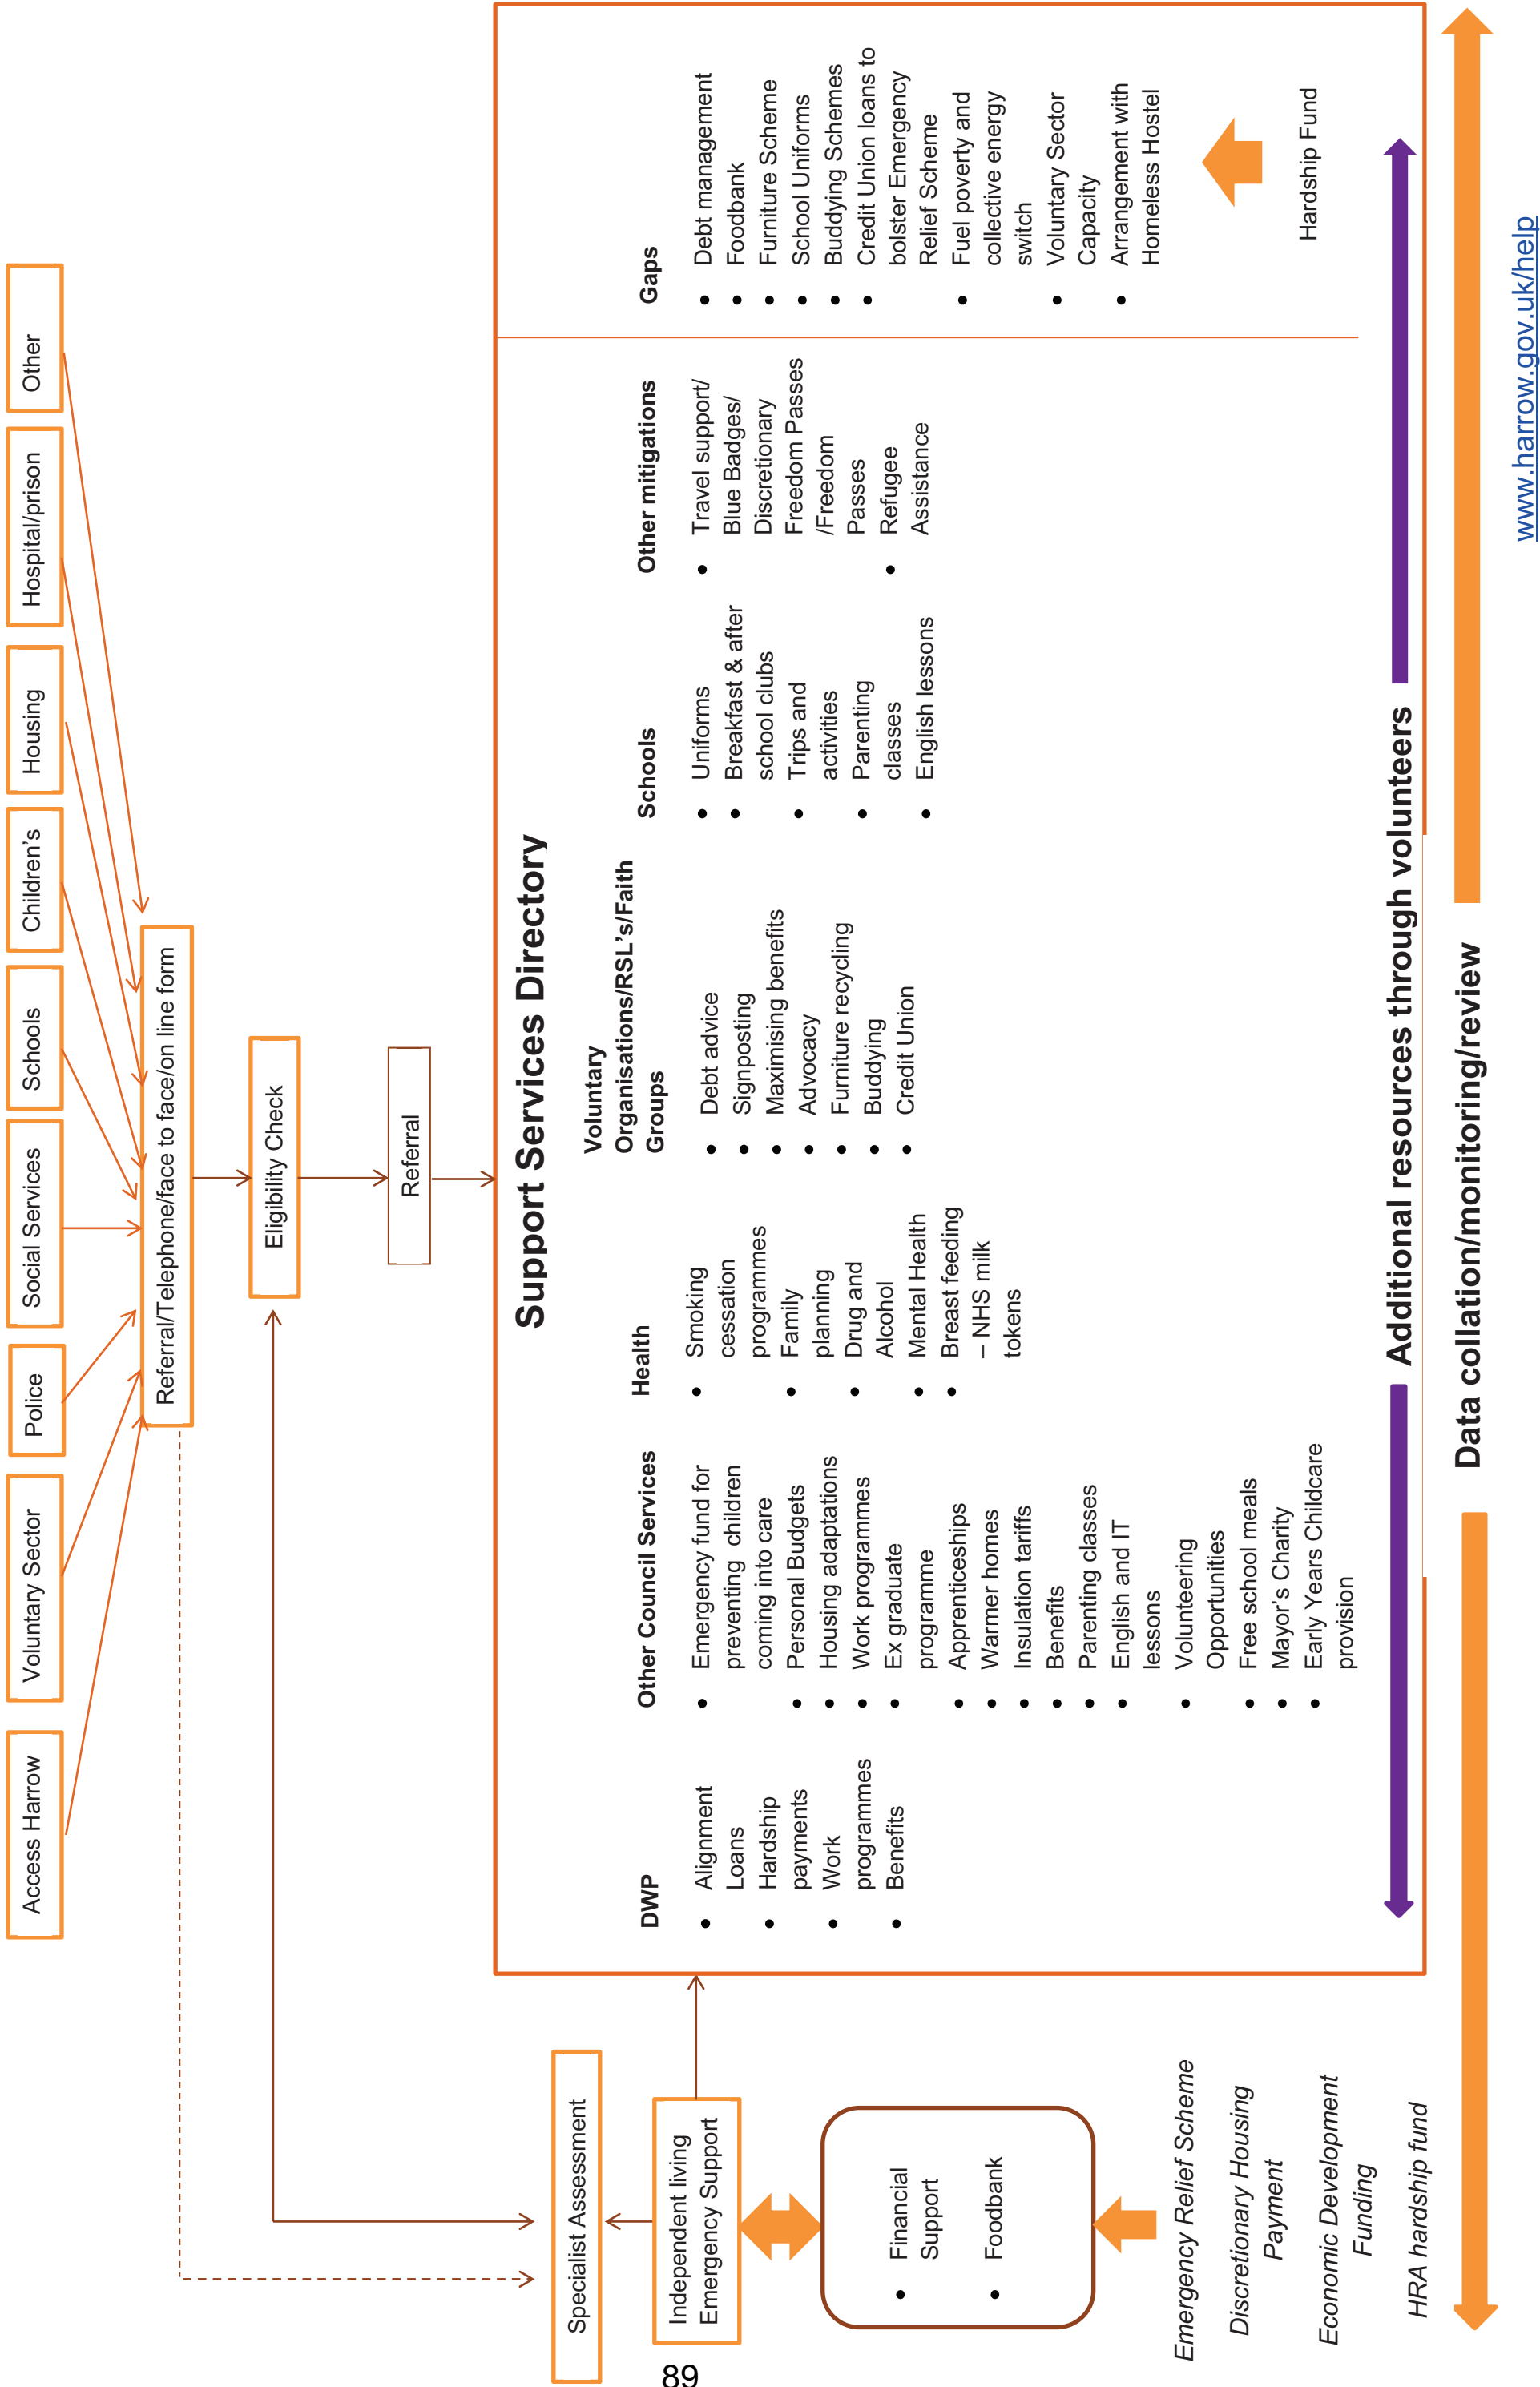 Access Harrow
Voluntary Sector
Police
Social Services
Schools
Children’s
Housing
Hospital/prison
Other
Referral/Telephone/face to face/on line form
Eligibility Check
Referral
Specialist Assessment
Independent living
Emergency Support
• Financial
Support
• Foodbank
Emergency Relief Scheme
Discretionary Housing
Payment
Economic Development
Funding
HRA hardship fund
Support Services Directory
DWP
• Alignment
Loans
• Hardship
payments
• Work
programmes
• Benefits
Other Council Services
• Emergency fund for
preventing children
coming into care
• Personal Budgets
• Housing adaptations
• Work programmes
• Ex graduate
programme
• Apprenticeships
• Warmer homes
• Insulation tariffs
• Benefits
• Parenting classes
• English and IT
lessons
• Volunteering
Opportunities
• Free school meals
• Mayor’s Charity
• Early Years Childcare
provision
Health
• Smoking
cessation
programmes
• Family
planning
• Drug and
Alcohol
• Mental Health
• Breast feeding
– NHS milk
tokens
Voluntary
Organisations/RSL’s/Faith
Groups
• Debt advice
• Signposting
• Maximising benefits
• Advocacy
• Furniture recycling
• Buddying
• Credit Union
Schools
• Uniforms
• Breakfast & after
school clubs
• Trips and
activities
• Parenting
classes
• English lessons
Other mitigations
• Travel support/
Blue Badges/
Discretionary
Freedom Passes
/Freedom
Passes
• Refugee
Assistance
Gaps
• Debt management
• Foodbank
• Furniture Scheme
• School Uniforms
• Buddying Schemes
• Credit Union loans to
bolster Emergency
Relief Scheme
• Fuel poverty and
collective energy
switch
• Voluntary Sector
Capacity
• Arrangement with
Homeless Hostel
Hardship Fund
Additional resources through volunteers
Data collation/monitoring/review
www.harrow.gov.uk/help
89